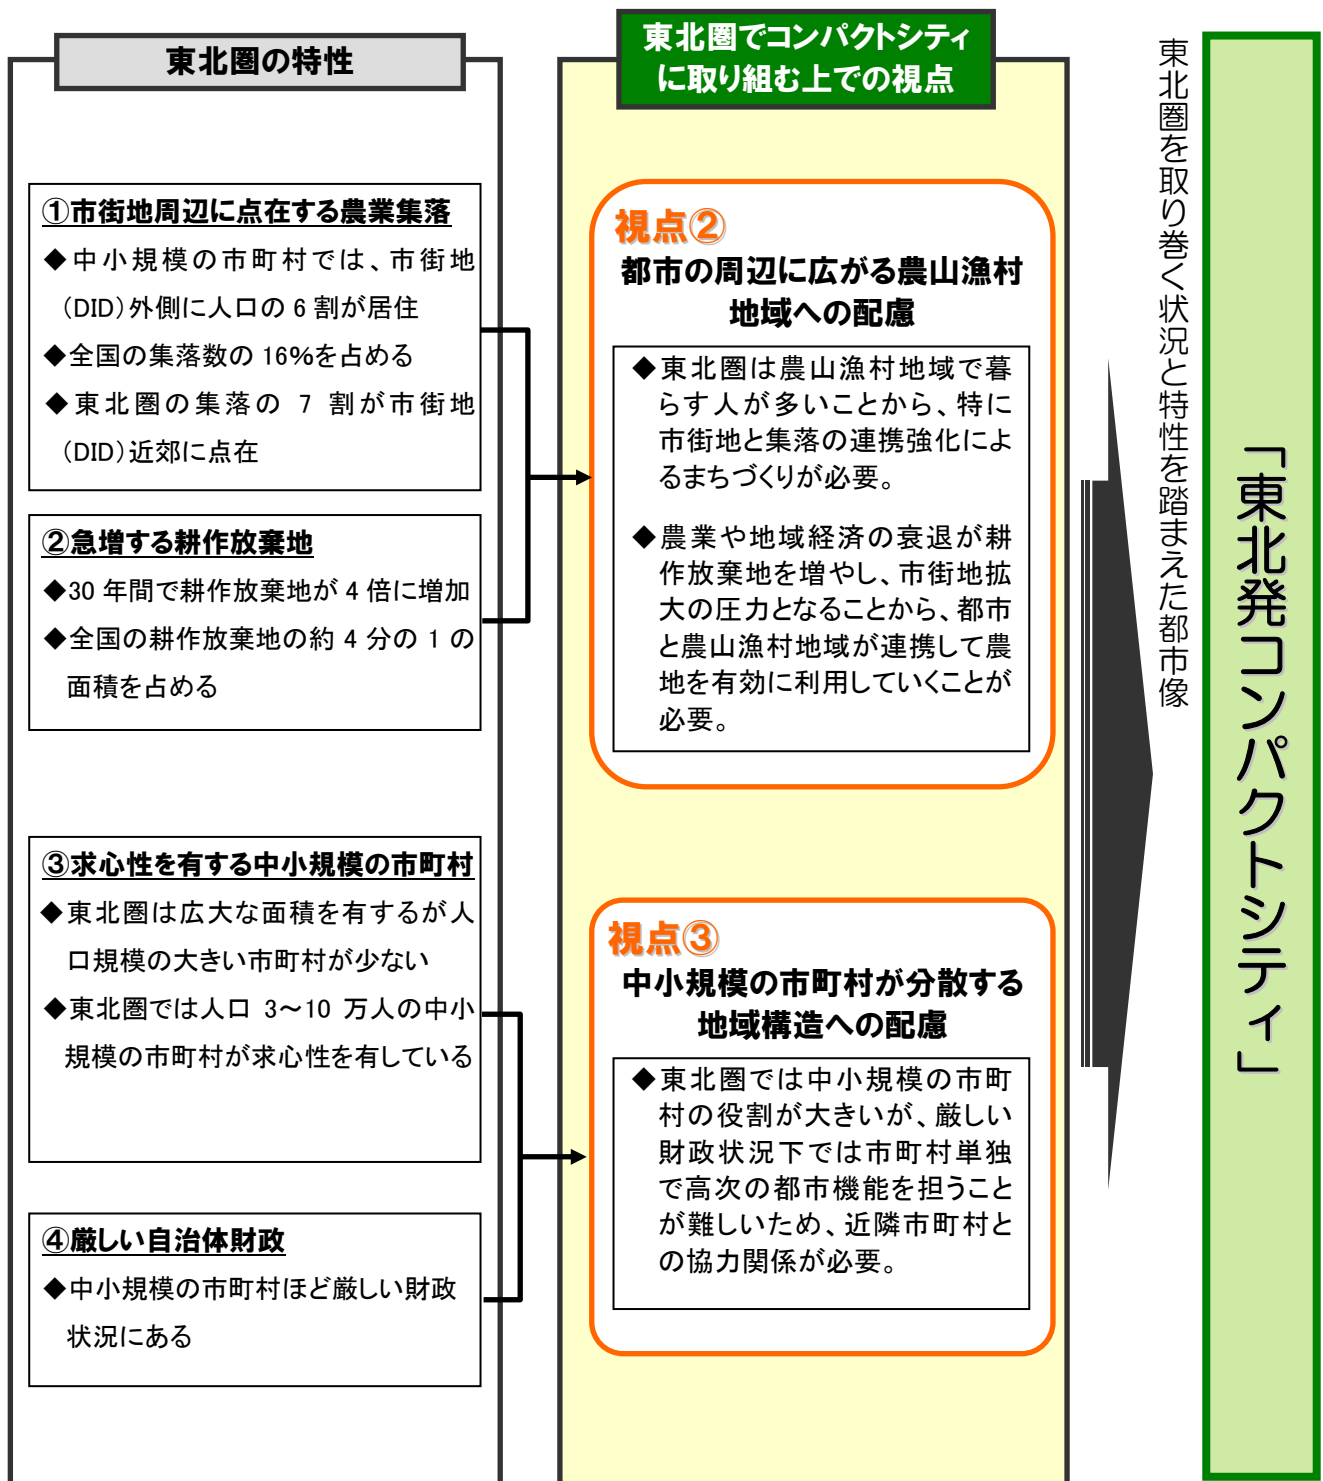 東北圏の特性
①市街地周辺に点在する農業集落
◆中小規模の市町村では、市街地
(DID)外側に人口の6割が居住
◆全国の集落数の16%を占める
◆東北圏の集落の7割が市街地
(DID)近郊に点在
②急増する耕作放棄地
◆30年間で耕作放棄地が4倍に増加
◆全国の耕作放棄地の約4分の1の
面積を占める
③求心性を有する中小規模の市町村
◆東北圏は広大な面積を有するが人
口規模の大きい市町村が少ない
◆東北圏では人口3～10万人の中小
規模の市町村が求心性を有している
④厳しい自治体財政
◆中小規模の市町村ほど厳しい財政
状況にある
東北圏でコンパクトシティ
に取り組む上での視点
視点②
都市の周辺に広がる農山漁村
地域への配慮
◆東北圏は農山漁村地域で暮
らす人が多いことから、特に
市街地と集落の連携強化によ
るまちづくりが必要。
◆農業や地域経済の衰退が耕
作放棄地を増やし、市街地拡
大の圧力となることから、都市
と農山漁村地域が連携して農
地を有効に利用していくことが
必要。
視点③
中小規模の市町村が分散する
地域構造への配慮
◆東北圏では中小規模の市町
村の役割が大きいが、厳しい
財政状況下では市町村単独
で高次の都市機能を担うこと
が難しいため、近隣市町村と
の協力関係が必要。
東北圏を取り巻く状況と特性を踏まえた都市像
「東北発コンパクトシティ」